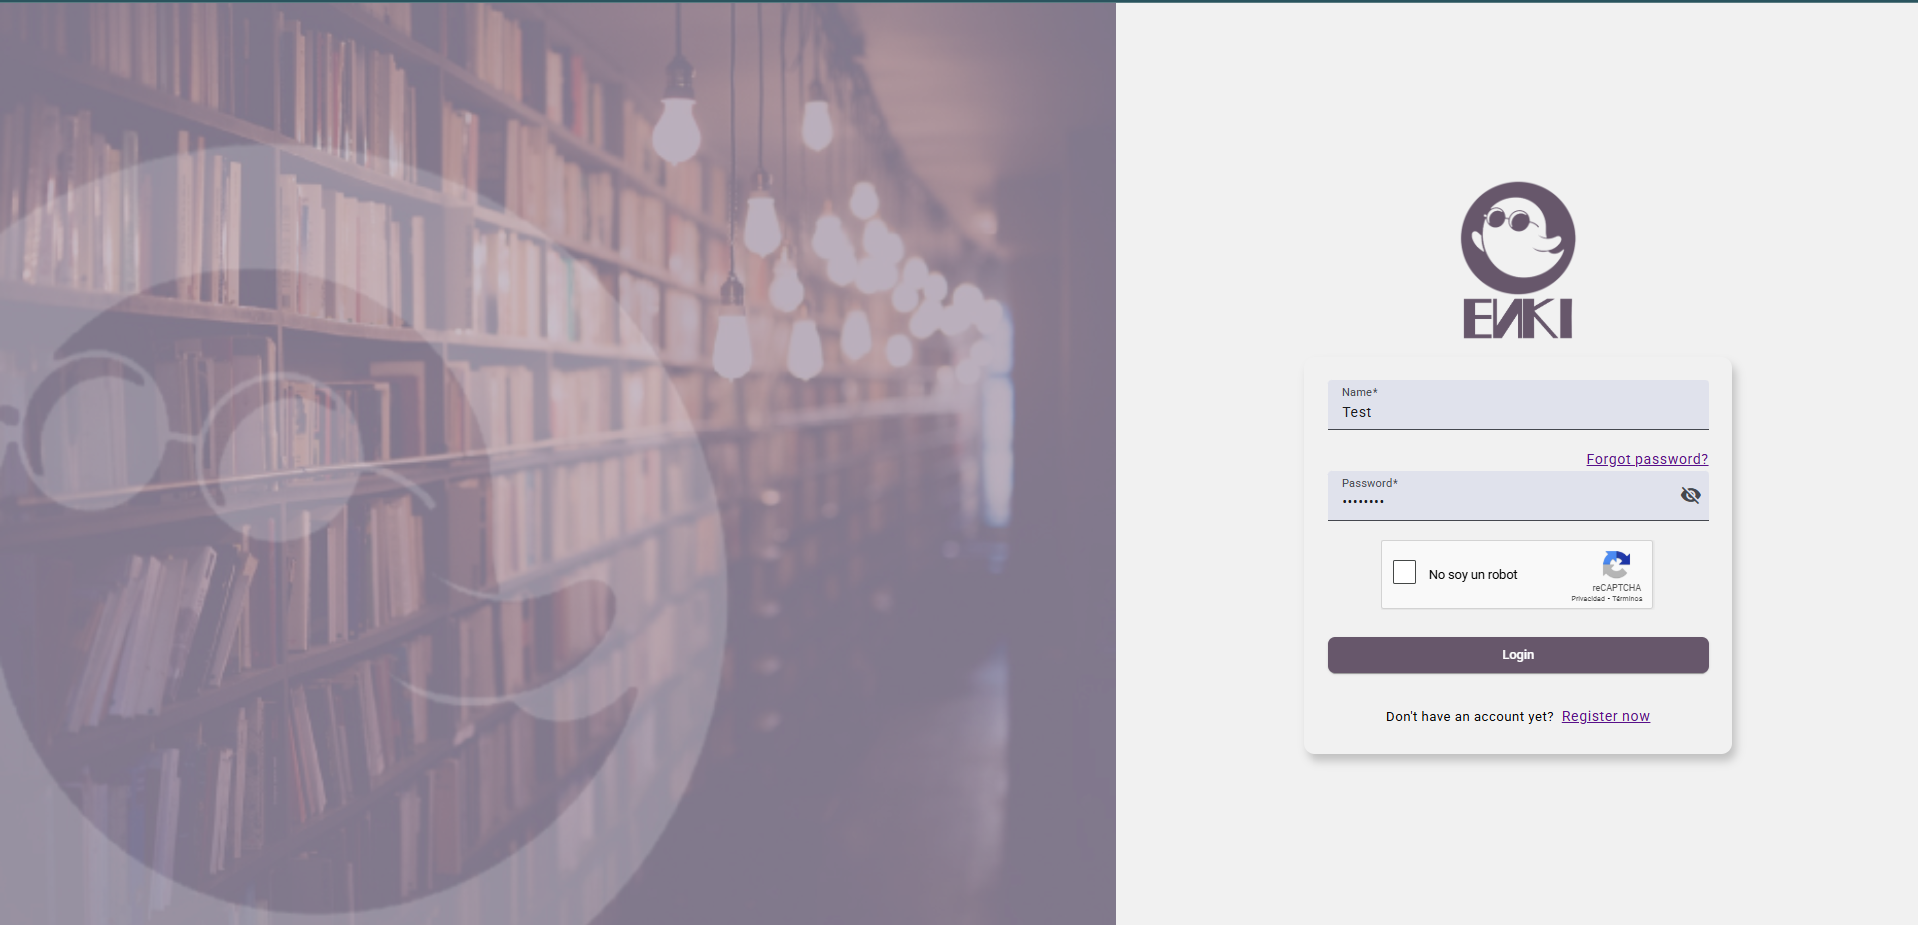 ENKI
Name*
Test
Forgot password?
Password*
••••••••
No soy un robot
reCAPTCHA
Privacidad - Términos
Login
Don't have an account yet? Register now